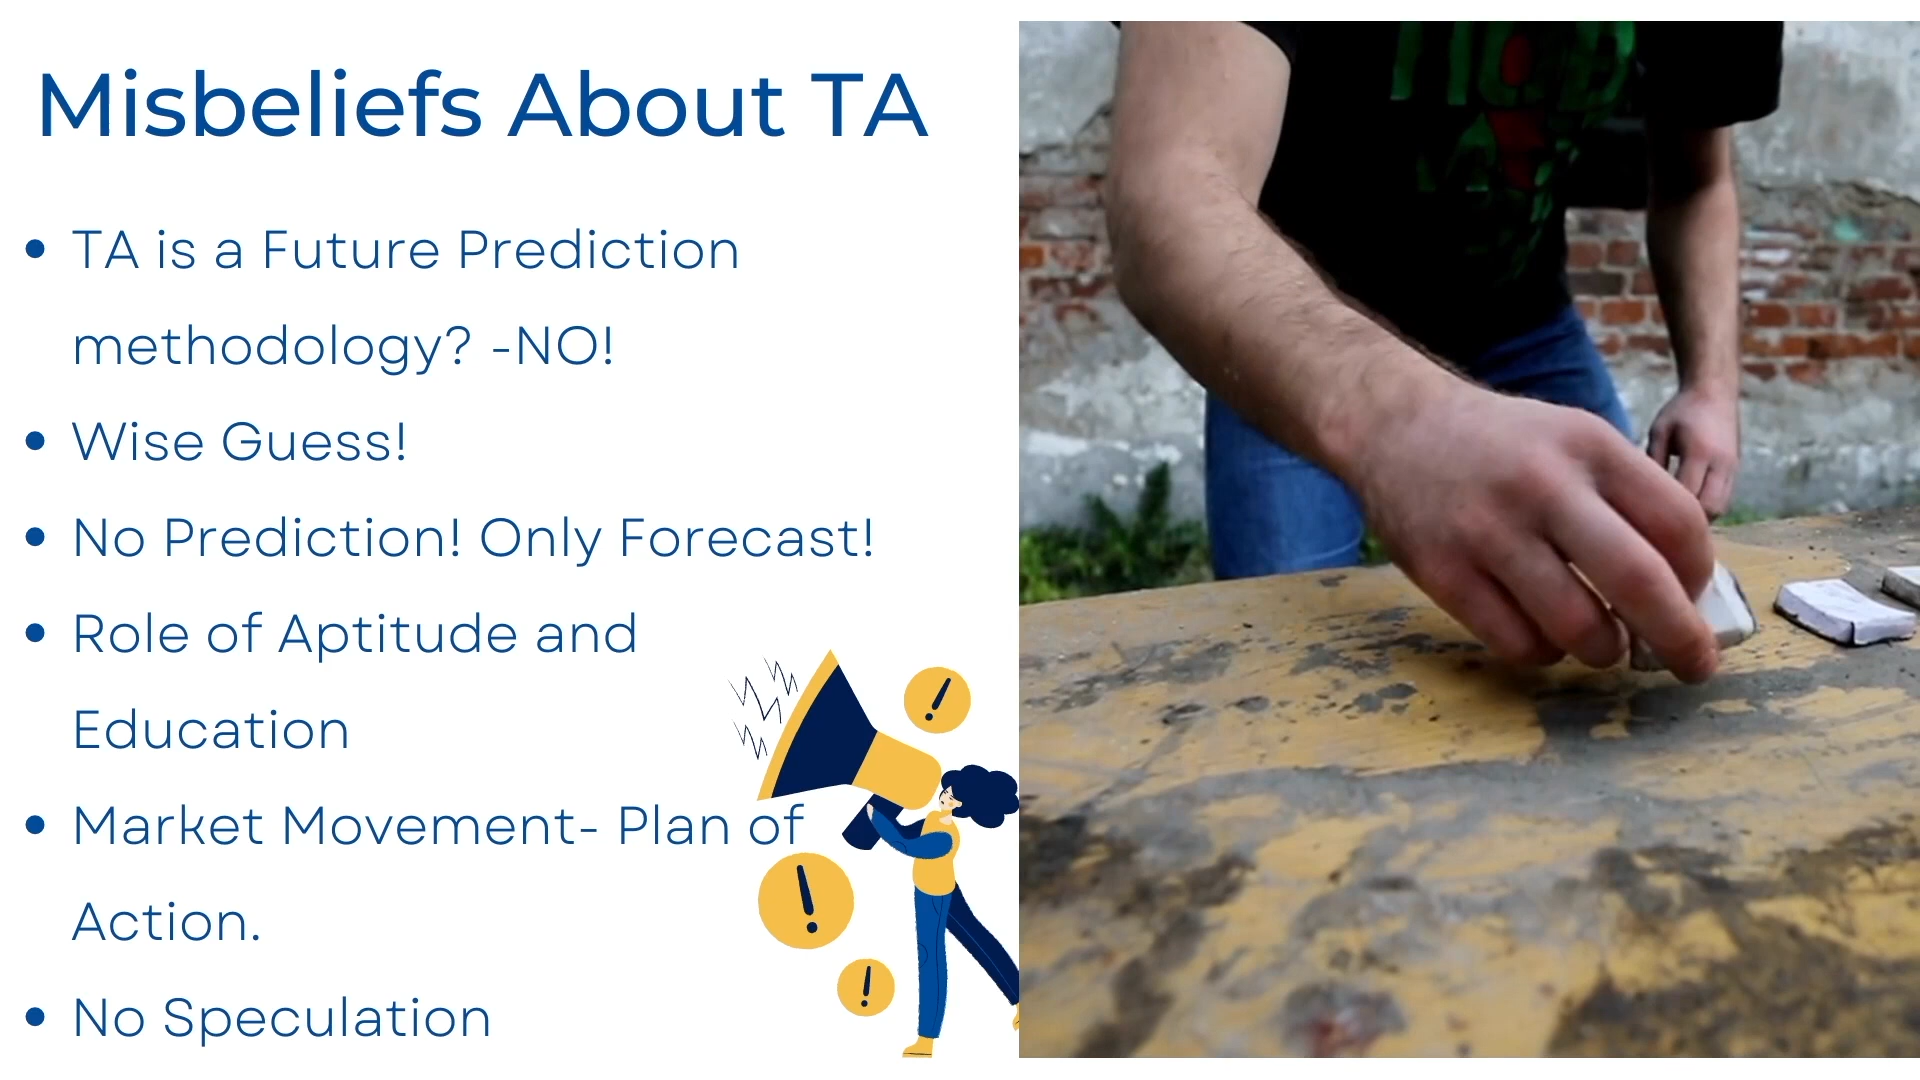 Misbeliefs About TA
• TA is a Future Prediction
methodology? -NO!
• Wise Guess!
• No Prediction! Only Forecast!
• Role of Aptitude and
Education
• Market Movement- Plan of
Action.
• No Speculation